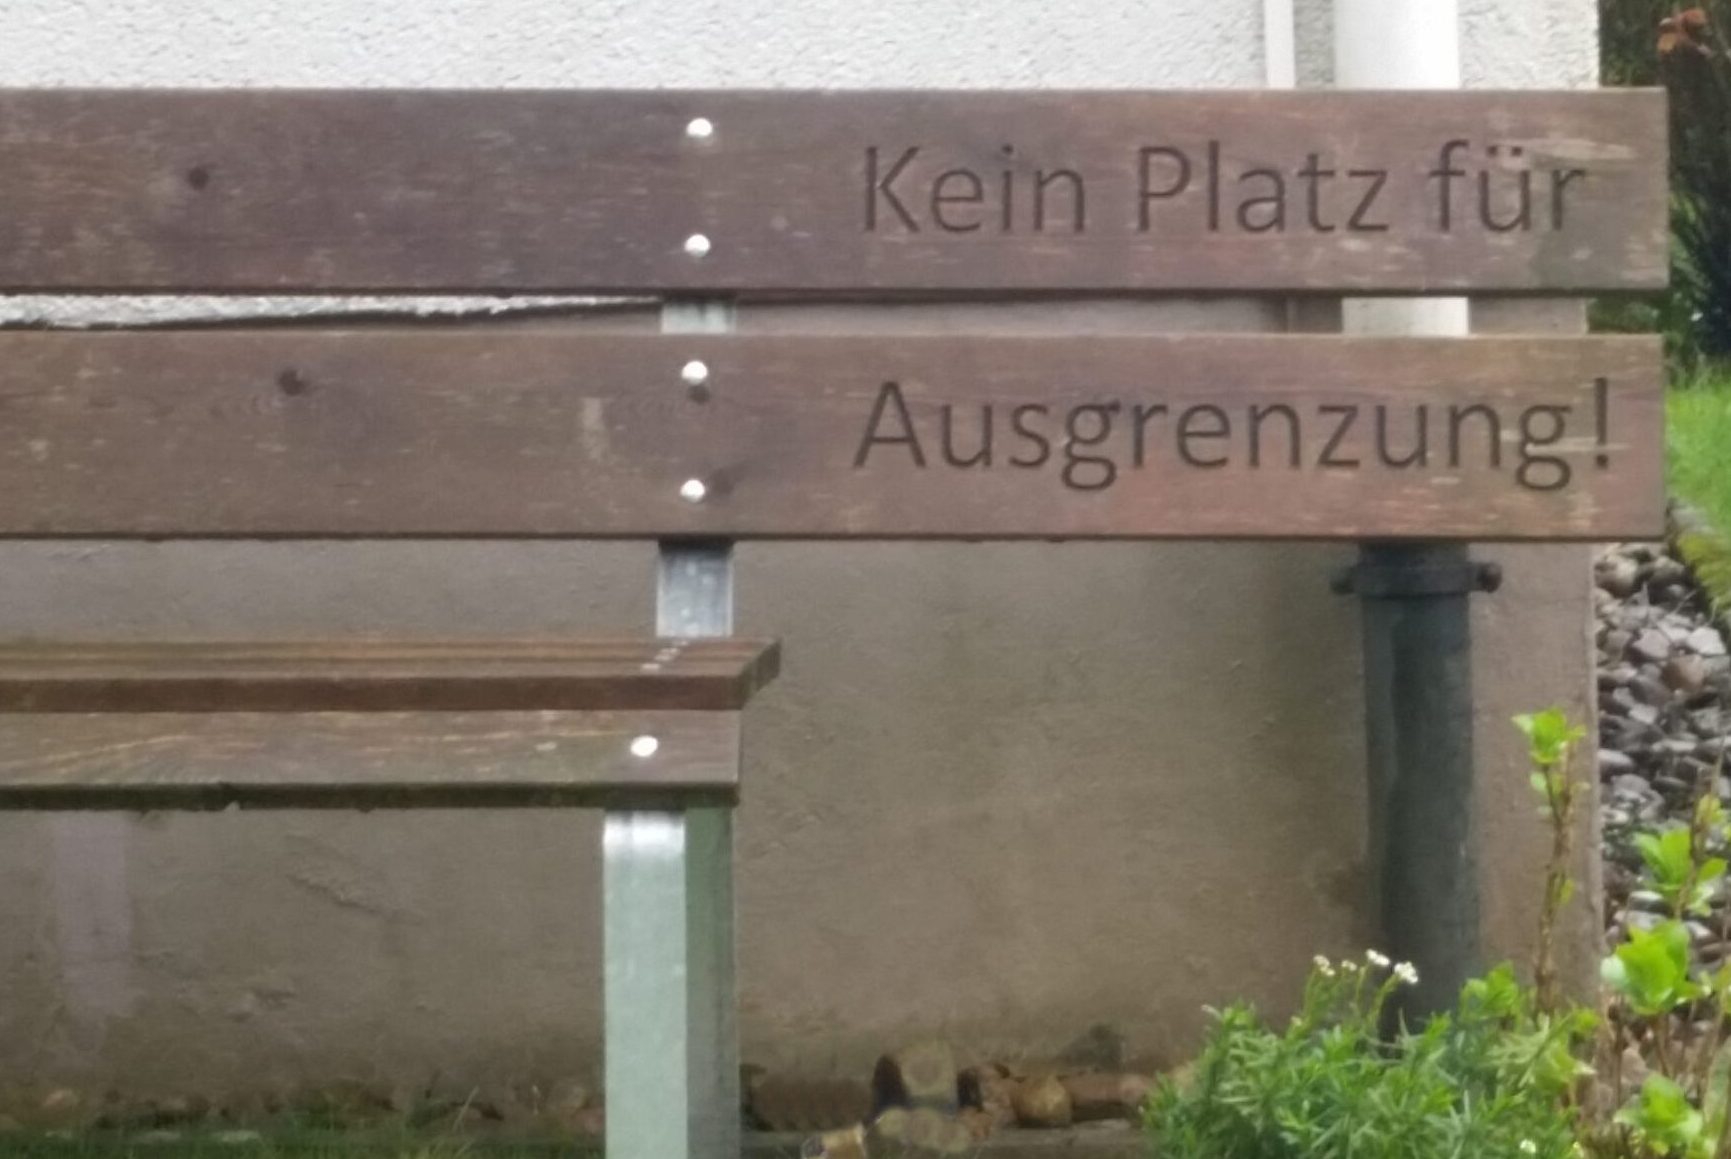 Kein Platz für
Ausgrenzung!